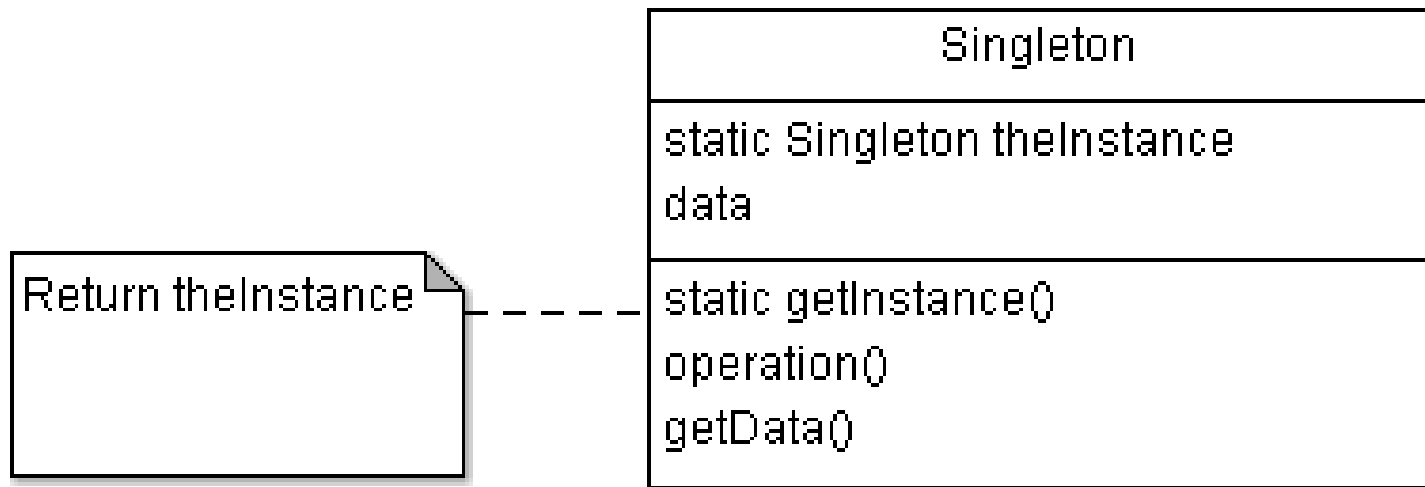 Singleton
static Singleton theInstance
data
Return theInstance
static getInstance()
operation()
getData()